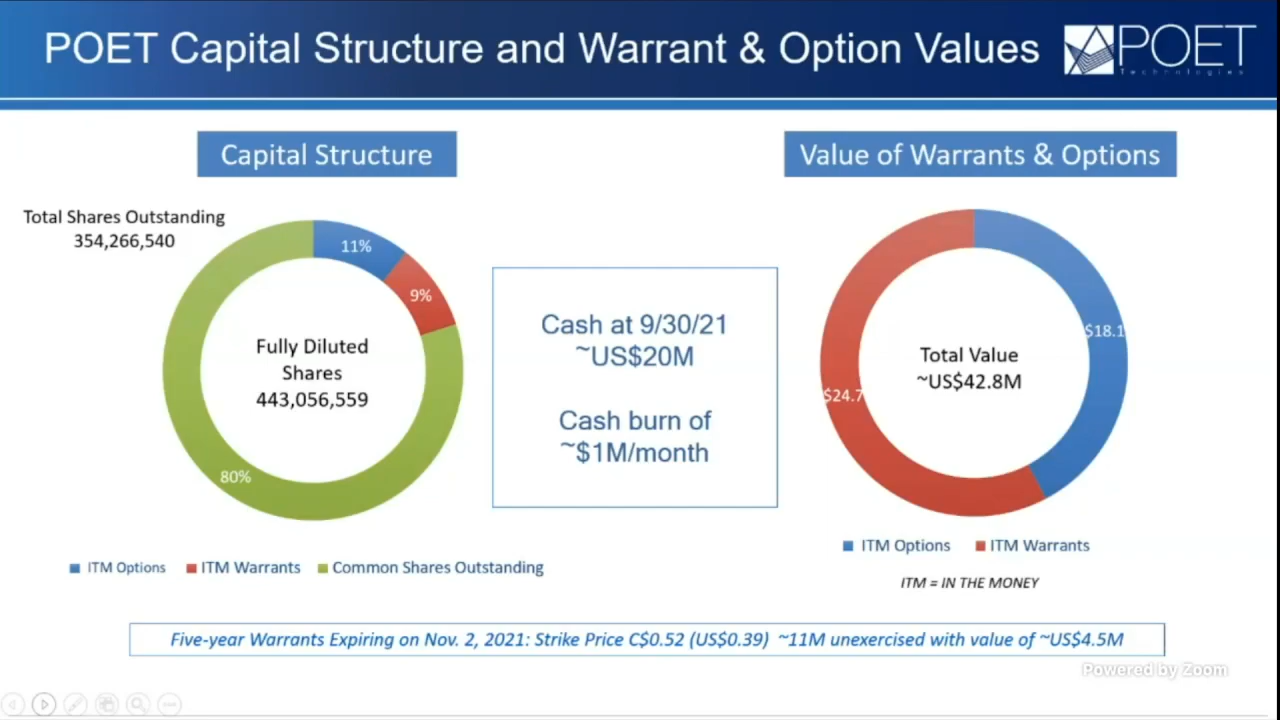 POET Capital Structure and Warrant & Option Values
POET
Technologies
Capital Structure
Value of Warrants & Options
Total Shares Outstanding
354,266,540
11%
9%
Fully Diluted
Shares
443,056,559
80%
ITM Options ITM Warrants Common Shares Outstanding
Cash at 9/30/21
~US$20M
Cash burn of
~$1M/month
$18.1
Total Value
~US$42.8M
$24.7
ITM Options ITM Warrants
ITM = IN THE MONEY
Five-year Warrants Expiring on Nov. 2, 2021: Strike Price C$0.52 (US$0.39) ~11M unexercised with value of ~US$4.5M
Powered by Zoom